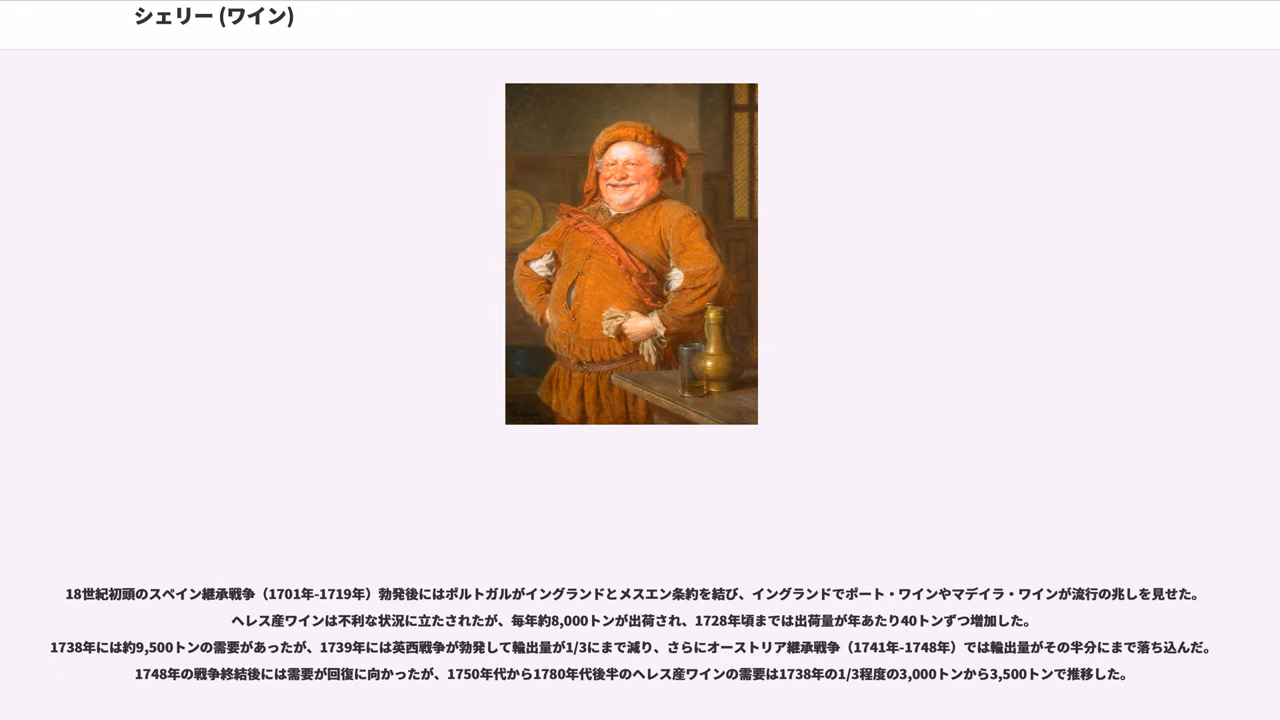 シェリー (ワイン)
18世紀初頭のスペイン継承戦争（1701年-1719年）勃発後にはポルトガルがイングランドとメスエン条約を結び、イングランドでポート・ワインやマデイラ・ワインが流行の兆しを見せた。
ヘレス産ワインは不利な状況に立たされたが、毎年約8,000トンが出荷され、1728年頃までは出荷量が年あたり40トンずつ増加した。
1738年には約9,500トンの需要があったが、1739年には英西戦争が勃発して輸出量が1/3にまで減り、さらにオーストリア継承戦争（1741年-1748年）では輸出量がその半分にまで落ち込んだ。
1748年の戦争終結後には需要が回復に向かったが、1750年代から1780年代後半のヘレス産ワインの需要は1738年の1/3程度の3,000トンから3,500トンで推移した。